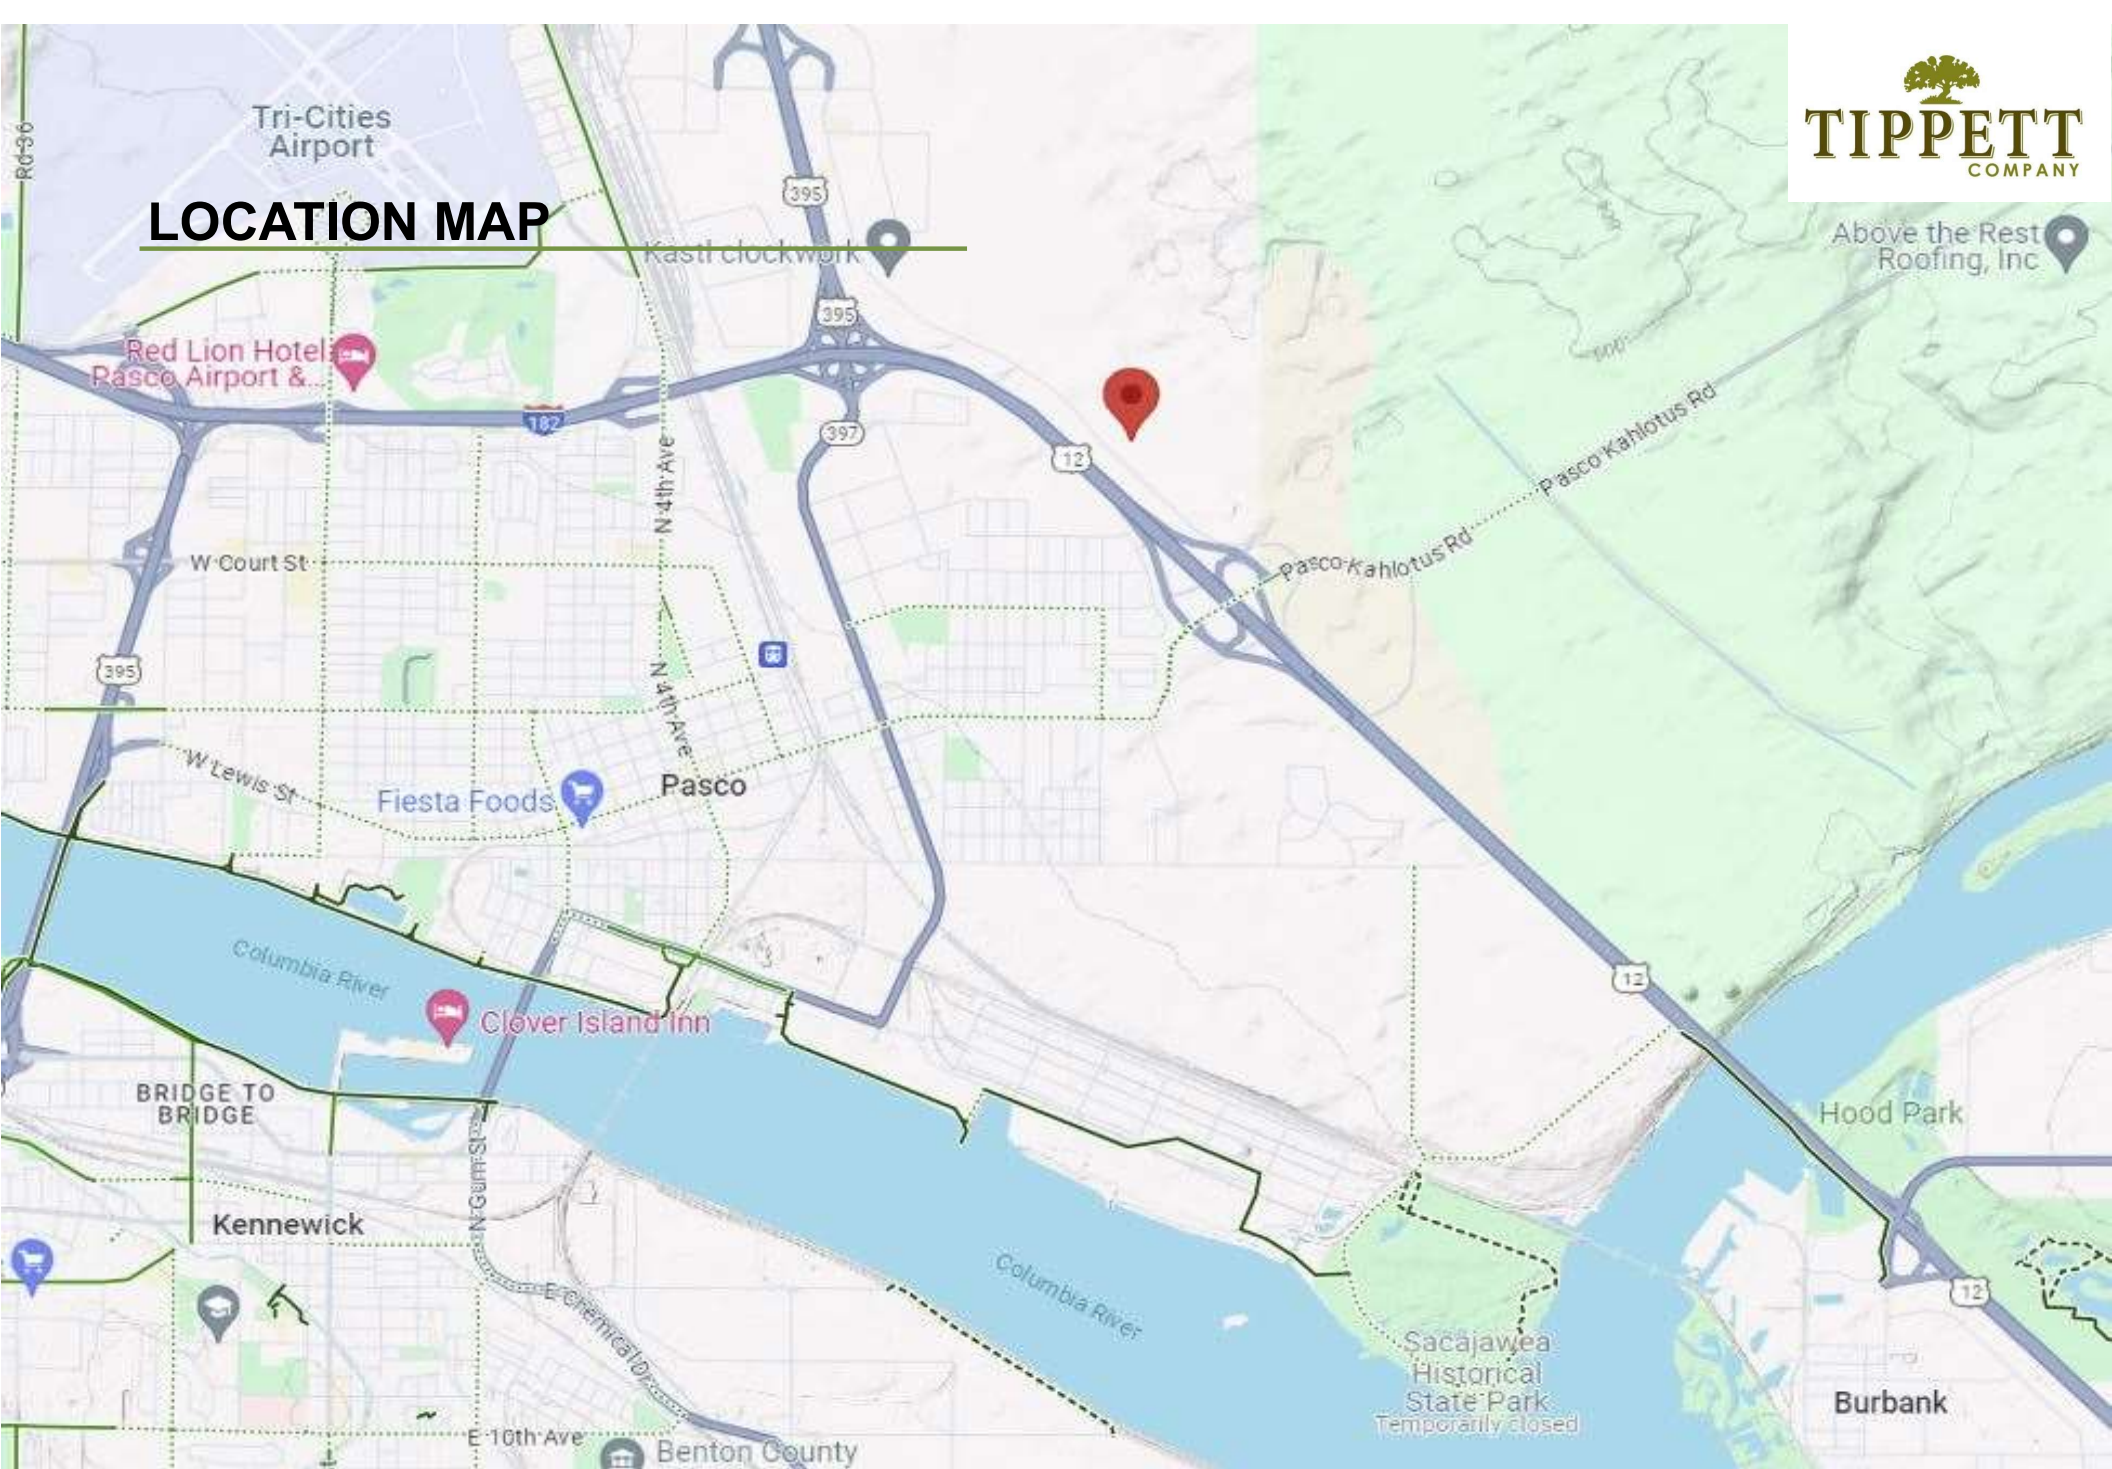 TIPPETT
COMPANY
Tri-Cities
Airport
Rd 36
LOCATION MAP
395
Kastl clockwork
Above the Rest
Roofing, Inc
395
Red Lion Hotel
Pasco Airport &...
182
397
12
N 4th Ave
Pasco Kahlotus Rd
Pasco Kahlotus Rd
W Court St
395
N 4th Ave
W Lewis St
Fiesta Foods
Pasco
Columbia River
12
Clover Island Inn
BRIDGE TO
BRIDGE
Hood Park
N Gum St
Kennewick
Columbia River
E Chemical Dr
12
Sacajawea
Historical
State Park
Temporarily closed
Burbank
E 10th Ave
Benton County